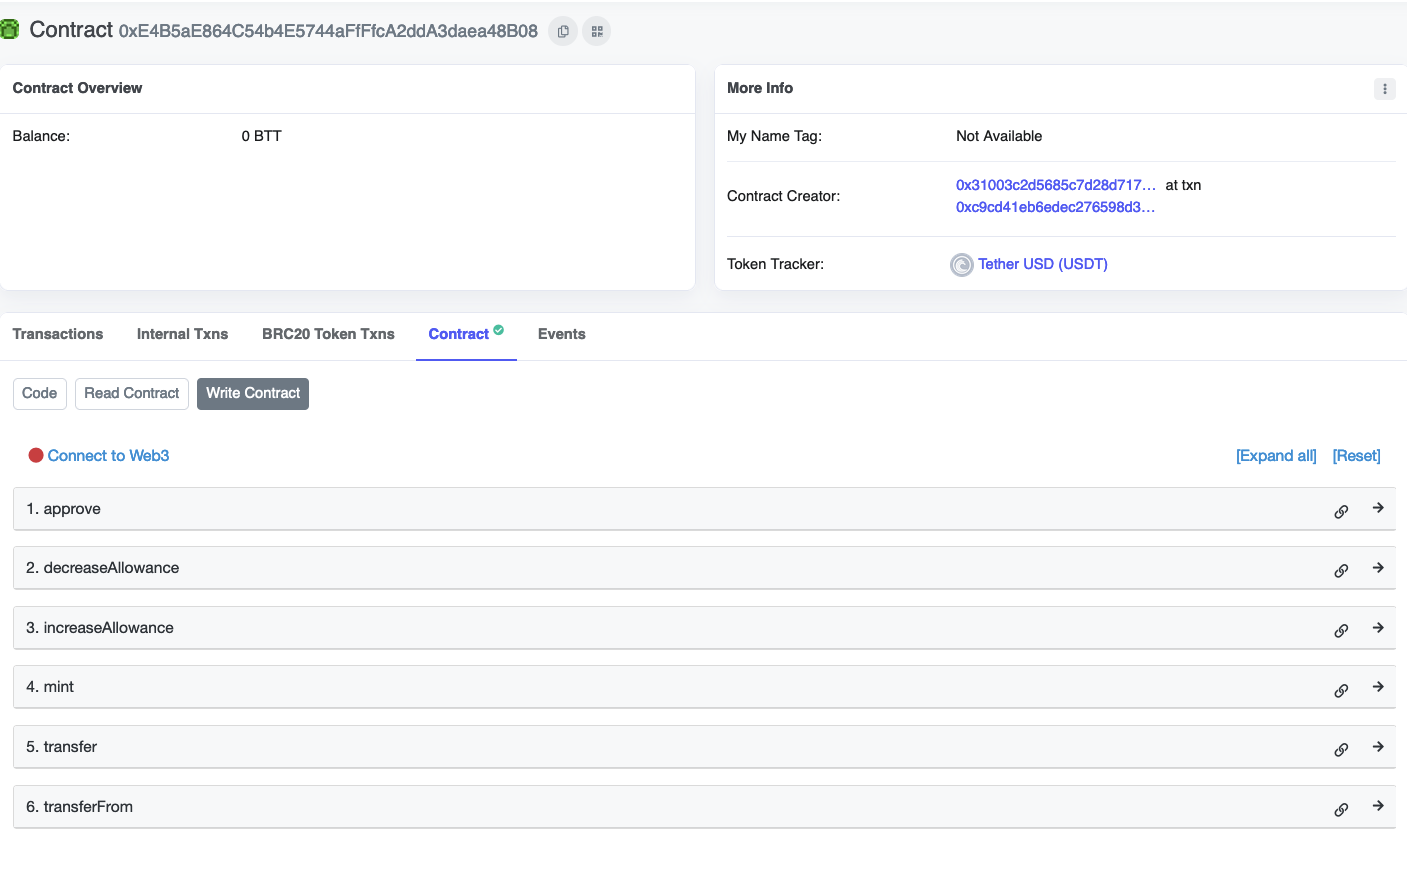 Contract 0xE4B5aE864C54b4E5744aFfFfcA2ddA3daea48B08
Contract Overview
Balance: 0 BTT
More Info
My Name Tag: Not Available
Contract Creator: 0x31003c2d5685c7d28d717... at txn
0xc9cd41eb6edec276598d3...
Token Tracker: Tether USD (USDT)
Transactions Internal Txns BRC20 Token Txns Contract Events
Code Read Contract Write Contract
Connect to Web3 [Expand all] [Reset]
1. approve
2. decreaseAllowance
3. increaseAllowance
4. mint
5. transfer
6. transferFrom